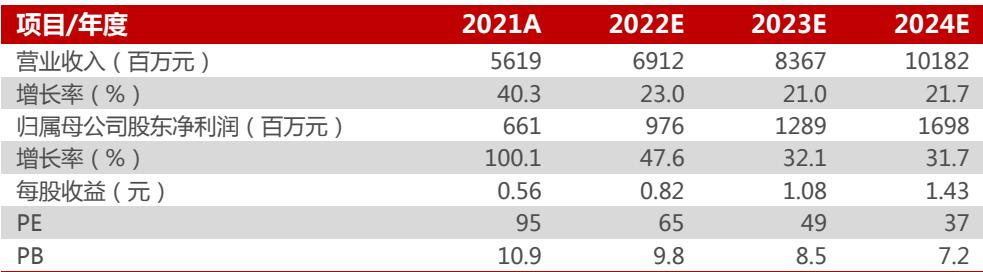 项目/年度 2021A 2022E 2023E 2024E
营业收入（百万元） 5619 6912 8367 10182
增长率（%） 40.3 23.0 21.0 21.7
归属母公司股东净利润（百万元） 661 976 1289 1698
增长率（%） 100.1 47.6 32.1 31.7
每股收益（元） 0.56 0.82 1.08 1.43
PE 95 65 49 37
PB 10.9 9.8 8.5 7.2